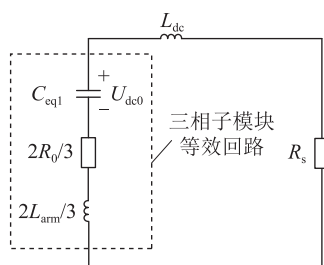 L_dc
+
C_eq1
U_dc0
−
三相子模块
等效回路
2R_0/3
R_s
2L_arm/3